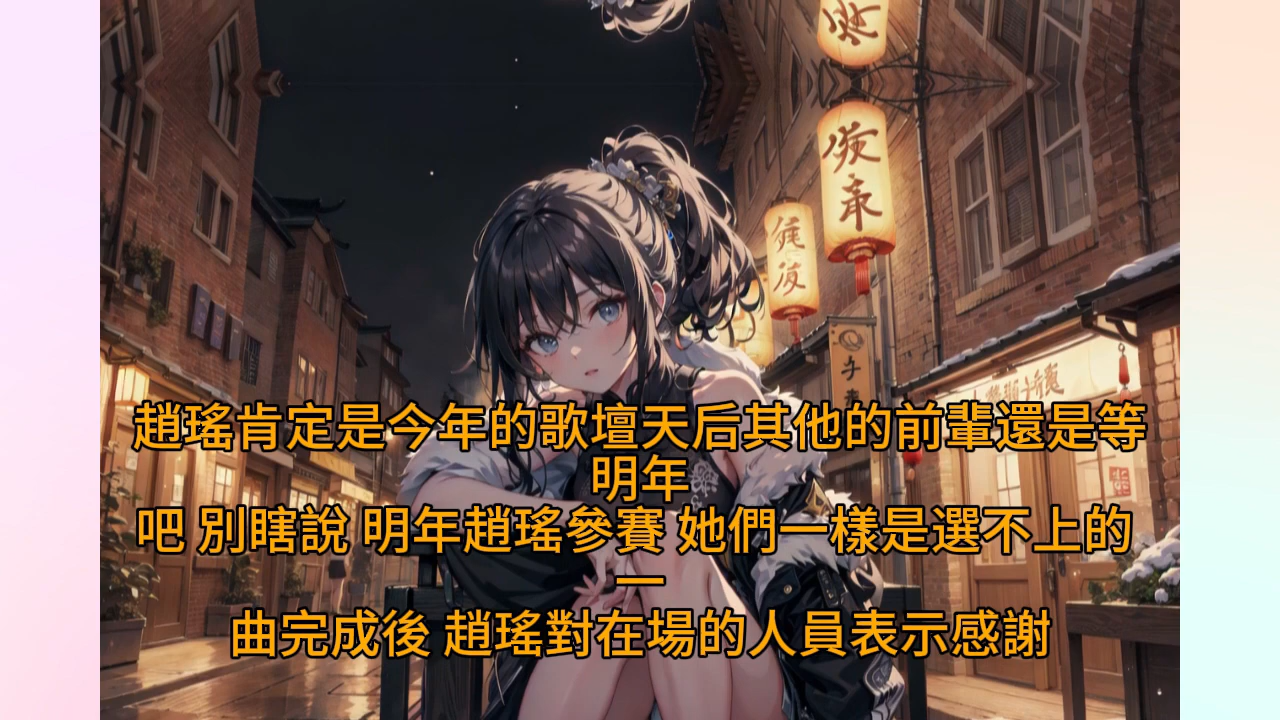 趙瑤肯定是今年的歌壇天后其他的前輩還是等
明年
吧 別瞎說 明年趙瑤參賽 她們一樣是選不上的
一
曲完成後 趙瑤對在場的人員表示感謝